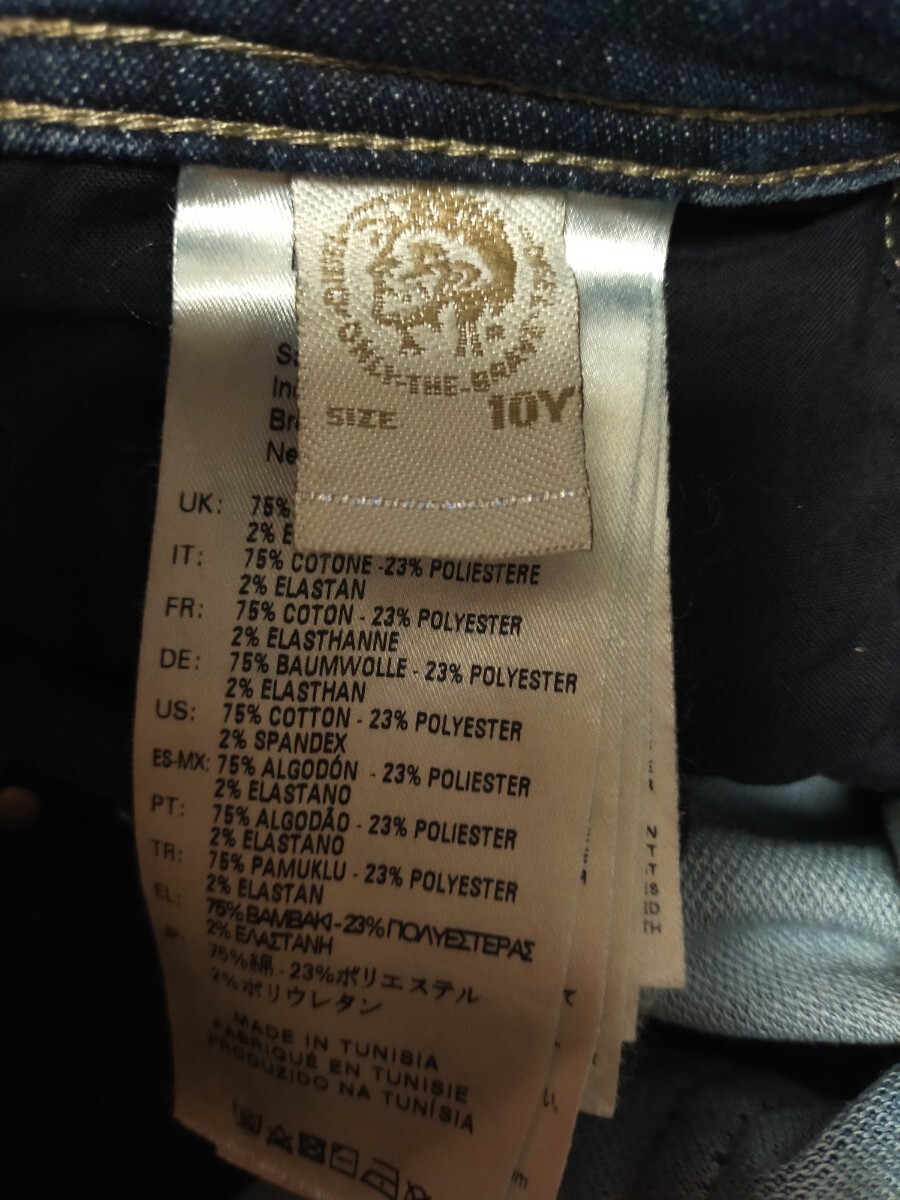 ONLY-THE-BRAVE
SIZE 10Y
UK: 75%
2% E
IT: 75% COTONE -23% POLIESTERE
2% ELASTAN
FR: 75% COTON - 23% POLYESTER
2% ELASTHANNE
DE: 75% BAUMWOLLE - 23% POLYESTER
2% ELASTHAN
US: 75% COTTON - 23% POLYESTER
2% SPANDEX
ES-MX: 75% ALGODÓN - 23% POLIESTER
2% ELASTANO
PT: 75% ALGODÃO - 23% POLIESTER
2% ELASTANO
TR: 75% PAMUKLU - 23% POLYESTER
2% ELASTAN
EL: 75% ΒΑΜΒΑΚΙ - 23% ΠΟΛΥΕΣΤΕΡΑΣ
2% ΕΛΑΣΤΑΝΗ
75%綿 - 23%ポリエステル
2%ポリウレタン
MADE IN TUNISIA
FABRIQUÉ EN TUNISIE
PRODUZIDO NA TUNÍSIA